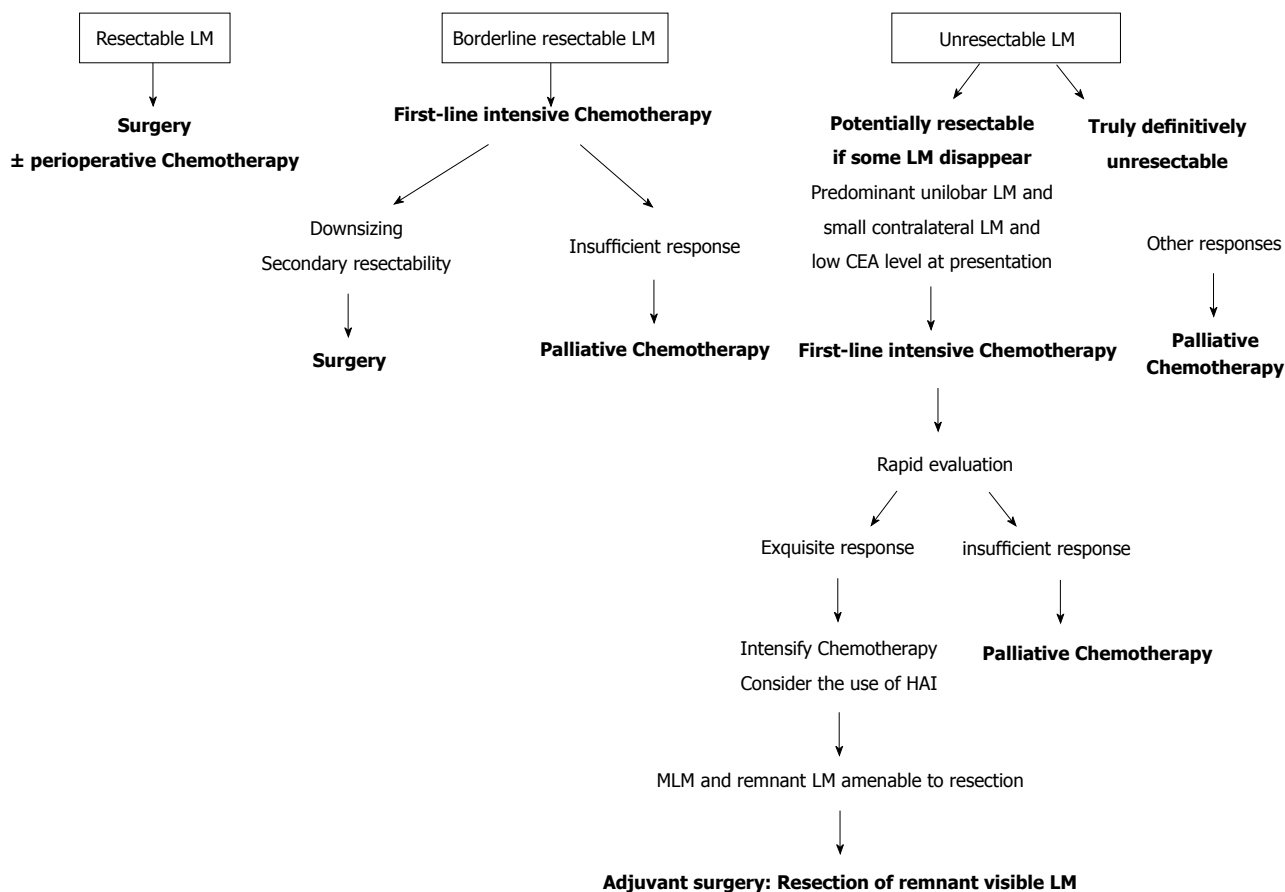 Resectable LM
Surgery
± perioperative Chemotherapy
Borderline resectable LM
First-line intensive Chemotherapy
Downsizing
Secondary resectability
Surgery
Insufficient response
Palliative Chemotherapy
Unresectable LM
Potentially resectable
if some LM disappear
Predominant unilobar LM and
small contralateral LM and
low CEA level at presentation
First-line intensive Chemotherapy
Rapid evaluation
Exquisite response
Intensify Chemotherapy
Consider the use of HAI
MLM and remnant LM amenable to resection
Adjuvant surgery: Resection of remnant visible LM
insufficient response
Palliative Chemotherapy
Truly definitively
unresectable
Other responses
Palliative
Chemotherapy